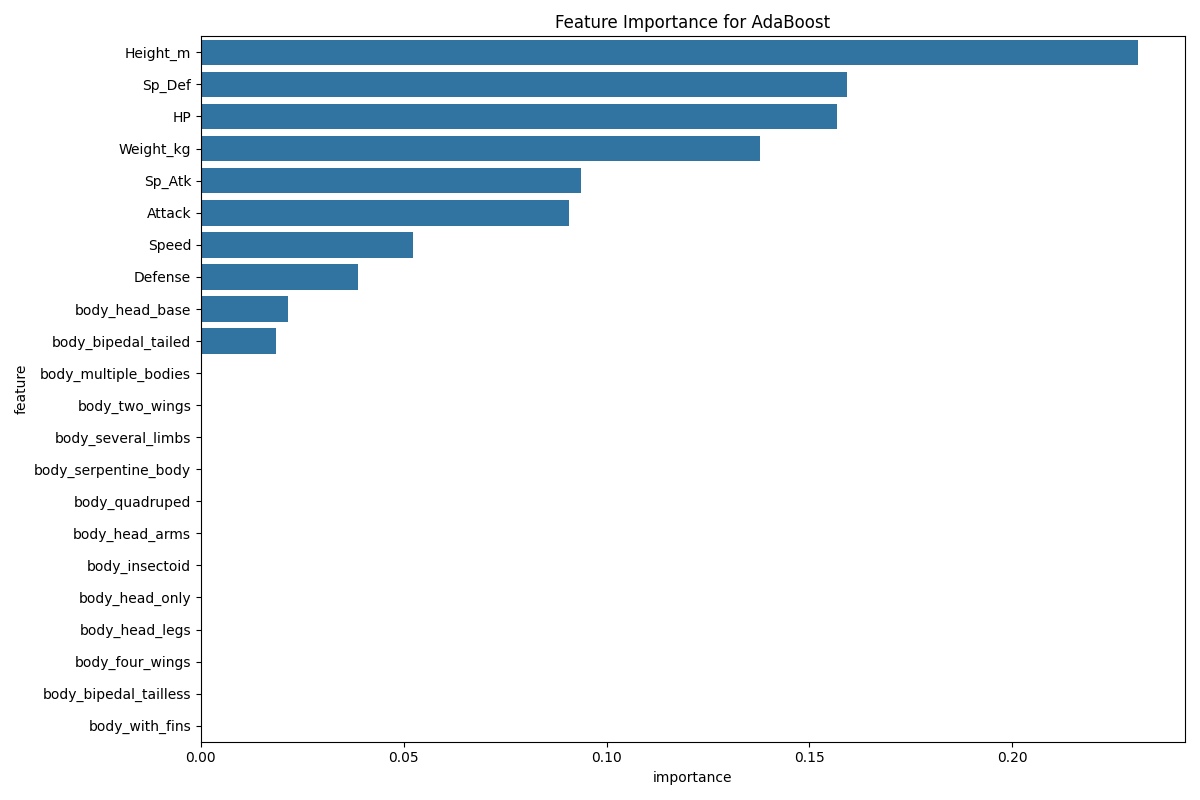 Feature Importance for AdaBoost
Height_m
Sp_Def
HP
Weight_kg
Sp_Atk
Attack
Speed
Defense
body_head_base
body_bipedal_tailed
body_multiple_bodies
body_two_wings
body_several_limbs
body_serpentine_body
body_quadruped
body_head_arms
body_insectoid
body_head_only
body_head_legs
body_four_wings
body_bipedal_tailless
body_with_fins
feature
0.00 0.05 0.10 0.15 0.20
importance